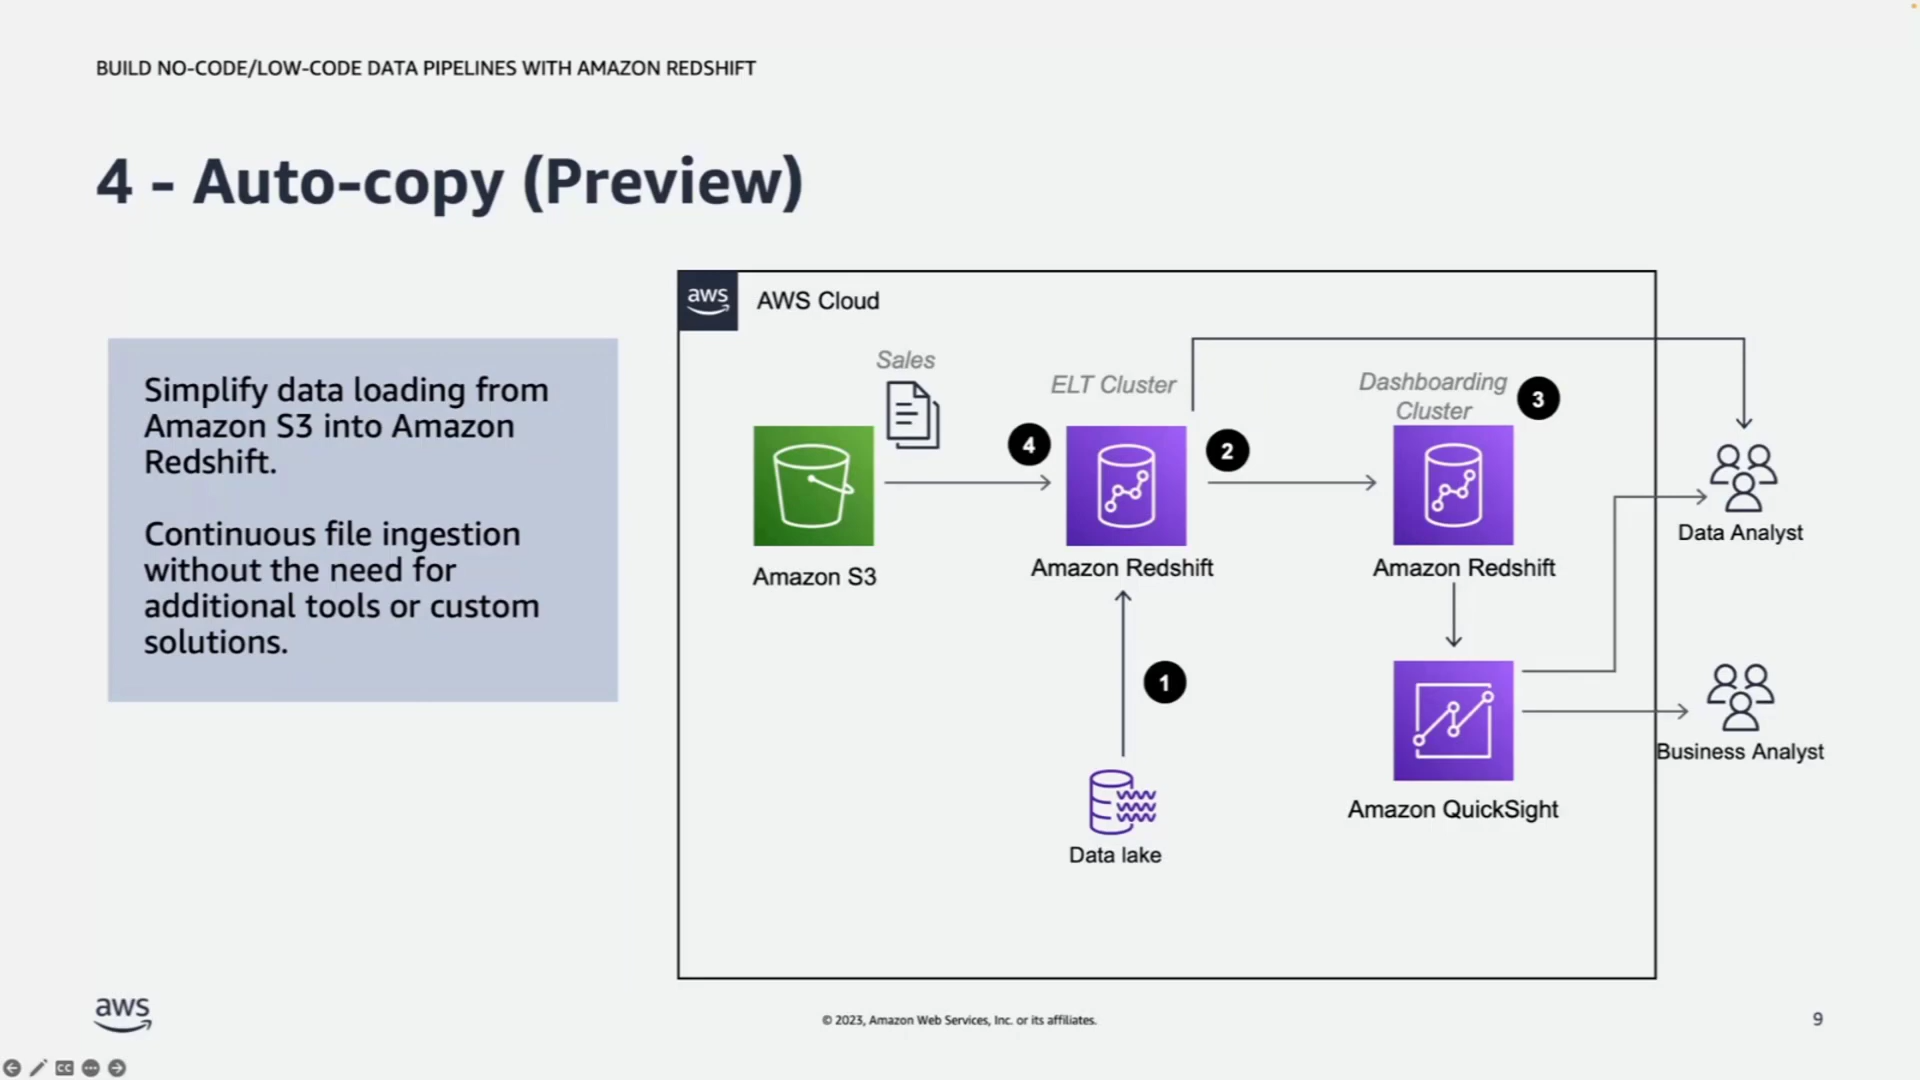 BUILD NO-CODE/LOW-CODE DATA PIPELINES WITH AMAZON REDSHIFT
4 - Auto-copy (Preview)
Simplify data loading from
Amazon S3 into Amazon
Redshift.
Continuous file ingestion
without the need for
additional tools or custom
solutions.
aws
AWS Cloud
Sales
ELT Cluster
Dashboarding
Cluster
3
4
2
Amazon S3
Amazon Redshift
Amazon Redshift
Data Analyst
1
Business Analyst
Amazon QuickSight
Data lake
aws
© 2023, Amazon Web Services, Inc. or its affiliates.
9
CC